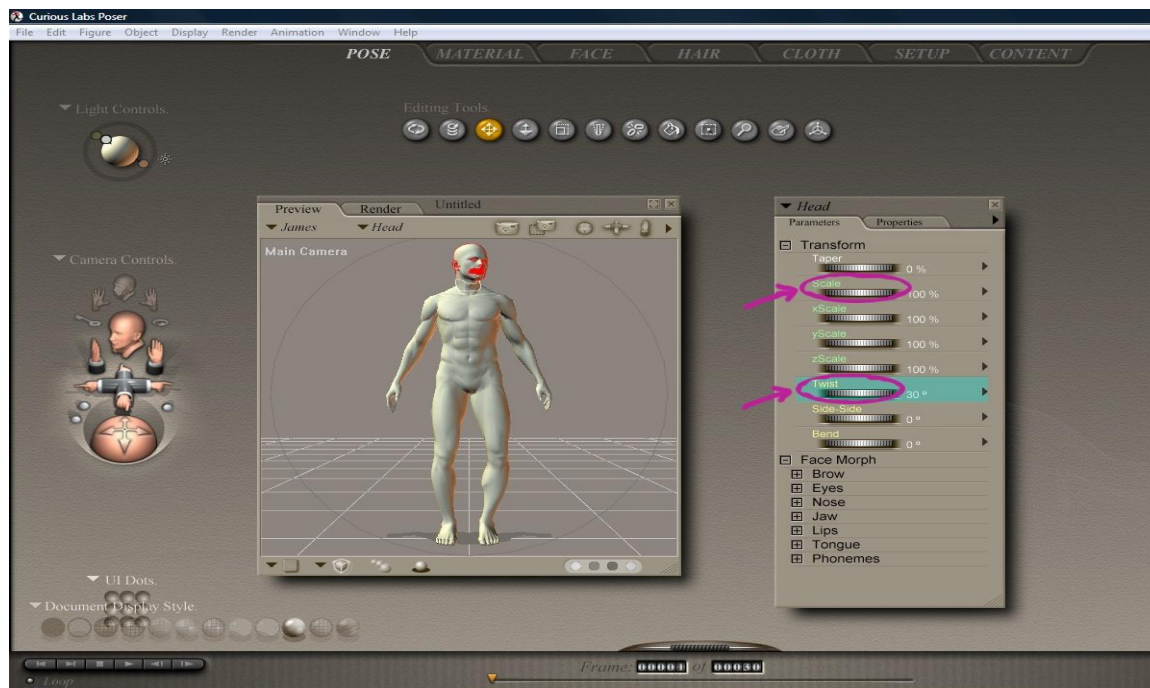 Curious Labs Poser
File Edit Figure Object Display Render Animation Window Help
POSE MATERIAL FACE HAIR CLOTH SETUP CONTENT
Light Controls.
Editing Tools.
Preview Render Untitled
James Head
Main Camera
Camera Controls.
UI Dots.
Document Display Style.
Head
Parameters Properties
Transform
Taper
0 %
Scale
100 %
xScale
100 %
yScale
100 %
zScale
100 %
Twist
30 °
Side-Side
0 °
Bend
0 °
Face Morph
Brow
Eyes
Nose
Jaw
Lips
Tongue
Phonemes
Frame: 00001 of 00030
Loop